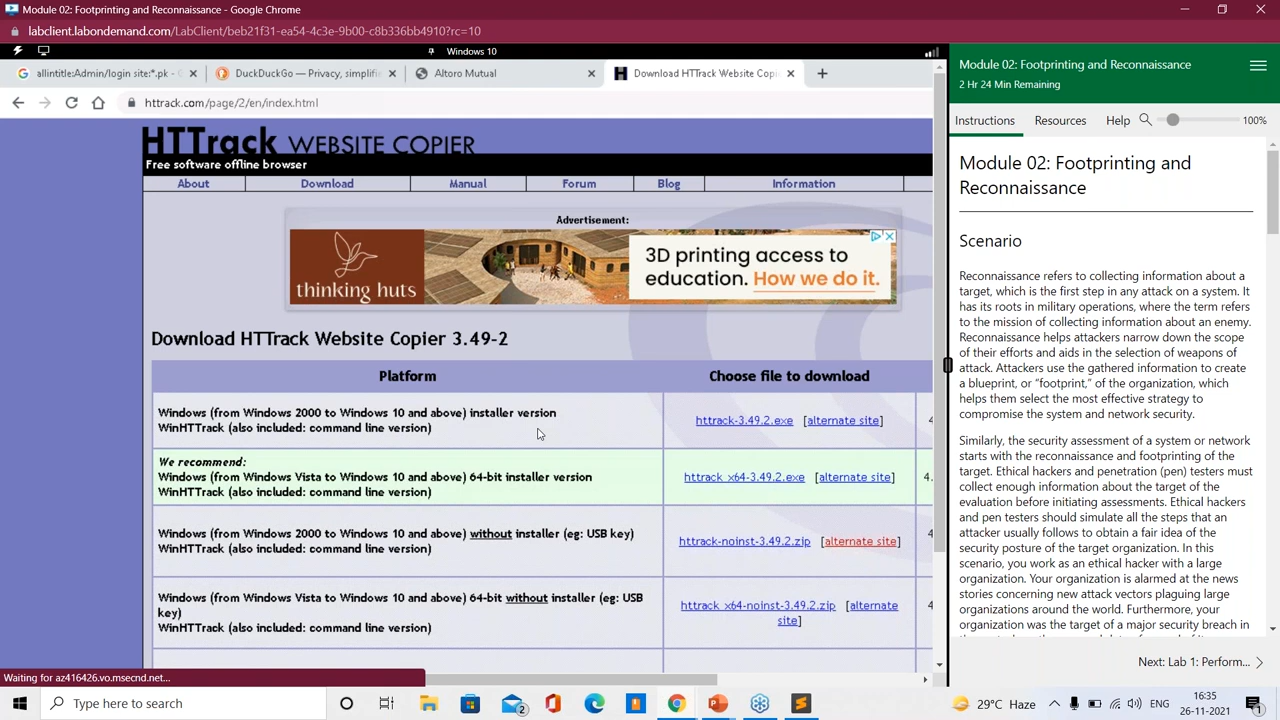 Module 02: Footprinting and Reconnaissance - Google Chrome
labclient.labondemand.com/LabClient/beb21f31-ea54-4c3e-9b00-c8b336bb4910?rc=10
Windows 10
allintitle:Admin/login site:*.pk -
DuckDuckGo — Privacy, simplifi
Altoro Mutual
Download HTTrack Website Copi
httrack.com/page/2/en/index.html
HTTrack WEBSITE COPIER
Free software offline browser
About Download Manual Forum Blog Information
Advertisement:
thinking huts
3D printing access to
education. How we do it.
Download HTTrack Website Copier 3.49-2
Platform Choose file to download
Windows (from Windows 2000 to Windows 10 and above) installer version
WinHTTrack (also included: command line version)
httrack-3.49.2.exe [alternate site] 4
We recommend:
Windows (from Windows Vista to Windows 10 and above) 64-bit installer version
WinHTTrack (also included: command line version)
httrack_x64-3.49.2.exe [alternate site] 4.
Windows (from Windows 2000 to Windows 10 and above) without installer (eg: USB key)
WinHTTrack (also included: command line version)
httrack-noinst-3.49.2.zip [alternate site] 4
Windows (from Windows Vista to Windows 10 and above) 64-bit without installer (eg: USB
key)
WinHTTrack (also included: command line version)
httrack_x64-noinst-3.49.2.zip [alternate
site] 4
Waiting for az416426.vo.msecnd.net...
Module 02: Footprinting and Reconnaissance
2 Hr 24 Min Remaining
Instructions Resources Help 100%
Module 02: Footprinting and
Reconnaissance
Scenario
Reconnaissance refers to collecting information about a
target, which is the first step in any attack on a system. It
has its roots in military operations, where the term refers
to the mission of collecting information about an enemy.
Reconnaissance helps attackers narrow down the scope
of their efforts and aids in the selection of weapons of
attack. Attackers use the gathered information to create
a blueprint, or “footprint,” of the organization, which
helps them select the most effective strategy to
compromise the system and network security.
Similarly, the security assessment of a system or network
starts with the reconnaissance and footprinting of the
target. Ethical hackers and penetration (pen) testers must
collect enough information about the target of the
evaluation before initiating assessments. Ethical hackers
and pen testers should simulate all the steps that an
attacker usually follows to obtain a fair idea of the
security posture of the target organization. In this
scenario, you work as an ethical hacker with a large
organization. Your organization is alarmed at the news
stories concerning new attack vectors plaguing large
organizations around the world. Furthermore, your
organization was the target of a major security breach in
Next: Lab 1: Perform...
Type here to search
2
29°C Haze
ENG
16:35
26-11-2021
1